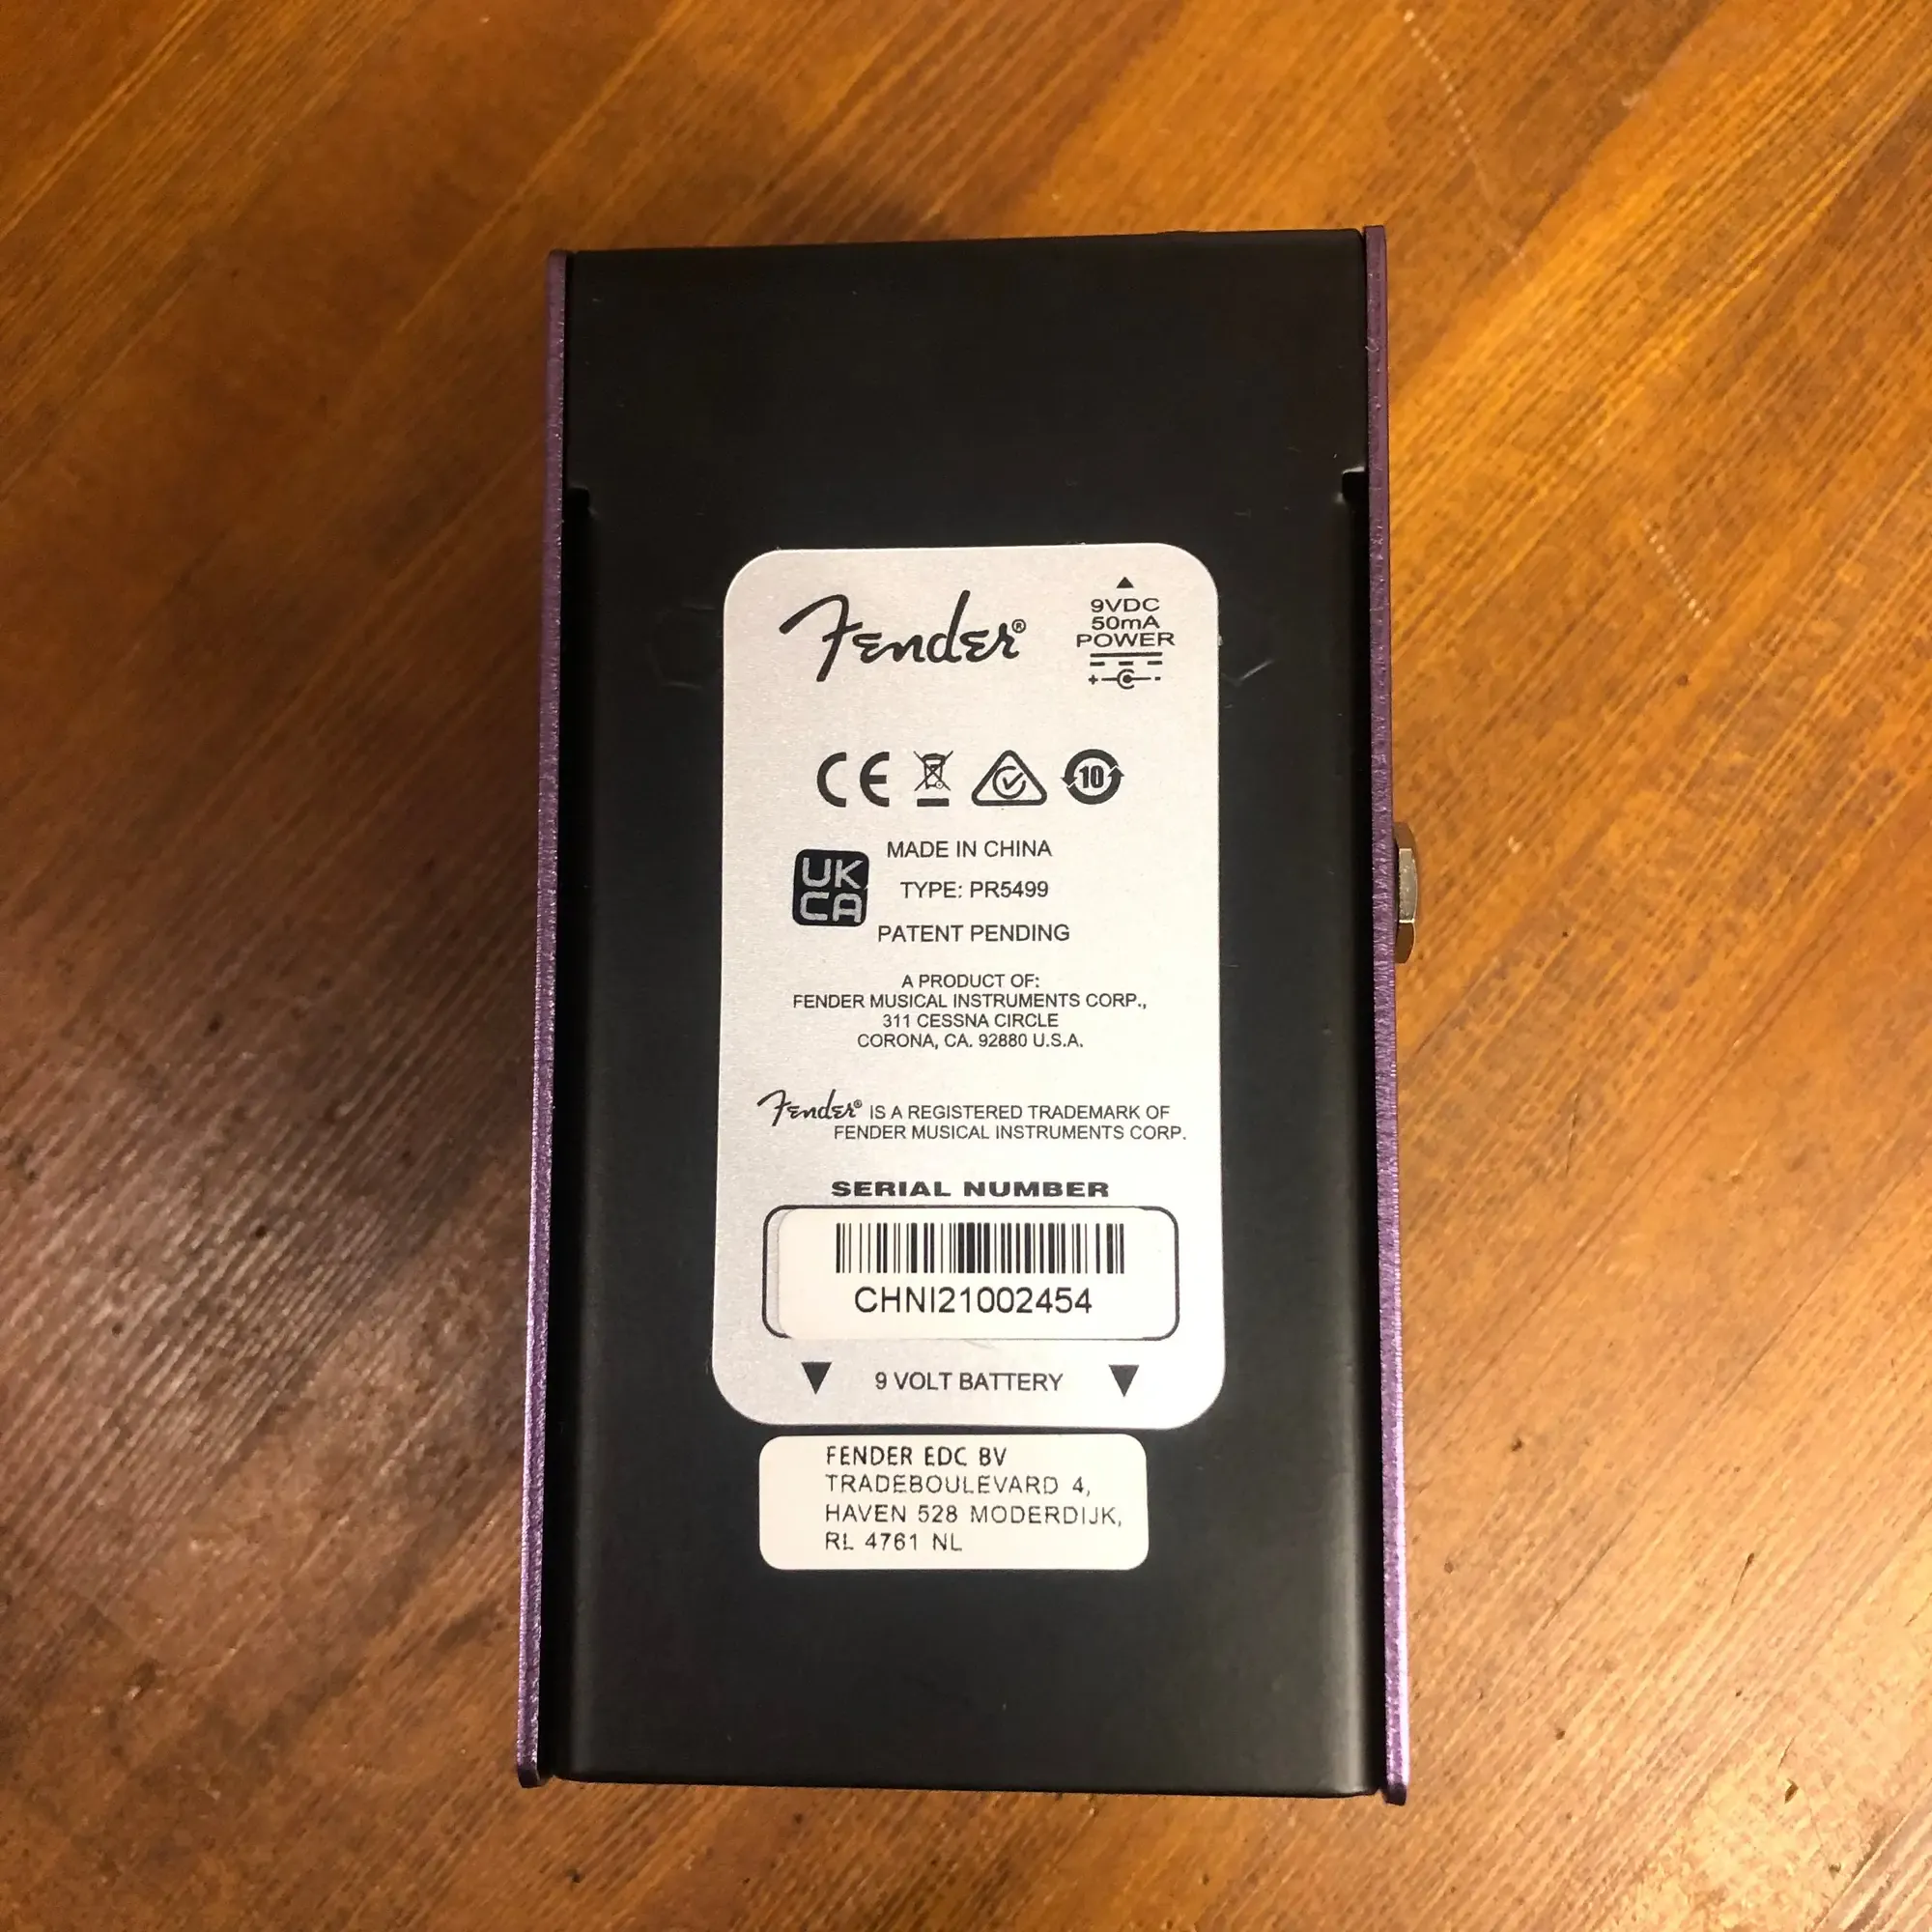 Fender®
9VDC
50mA
POWER
+ -
CE
10
UK
CA
MADE IN CHINA
TYPE: PR5499
PATENT PENDING
A PRODUCT OF:
FENDER MUSICAL INSTRUMENTS CORP.,
311 CESSNA CIRCLE
CORONA, CA. 92880 U.S.A.
Fender® IS A REGISTERED TRADEMARK OF
FENDER MUSICAL INSTRUMENTS CORP.
SERIAL NUMBER
CHNI21002454
9 VOLT BATTERY
FENDER EDC BV
TRADEBOULEVARD 4,
HAVEN 528 MODERDIJK,
RL 4761 NL